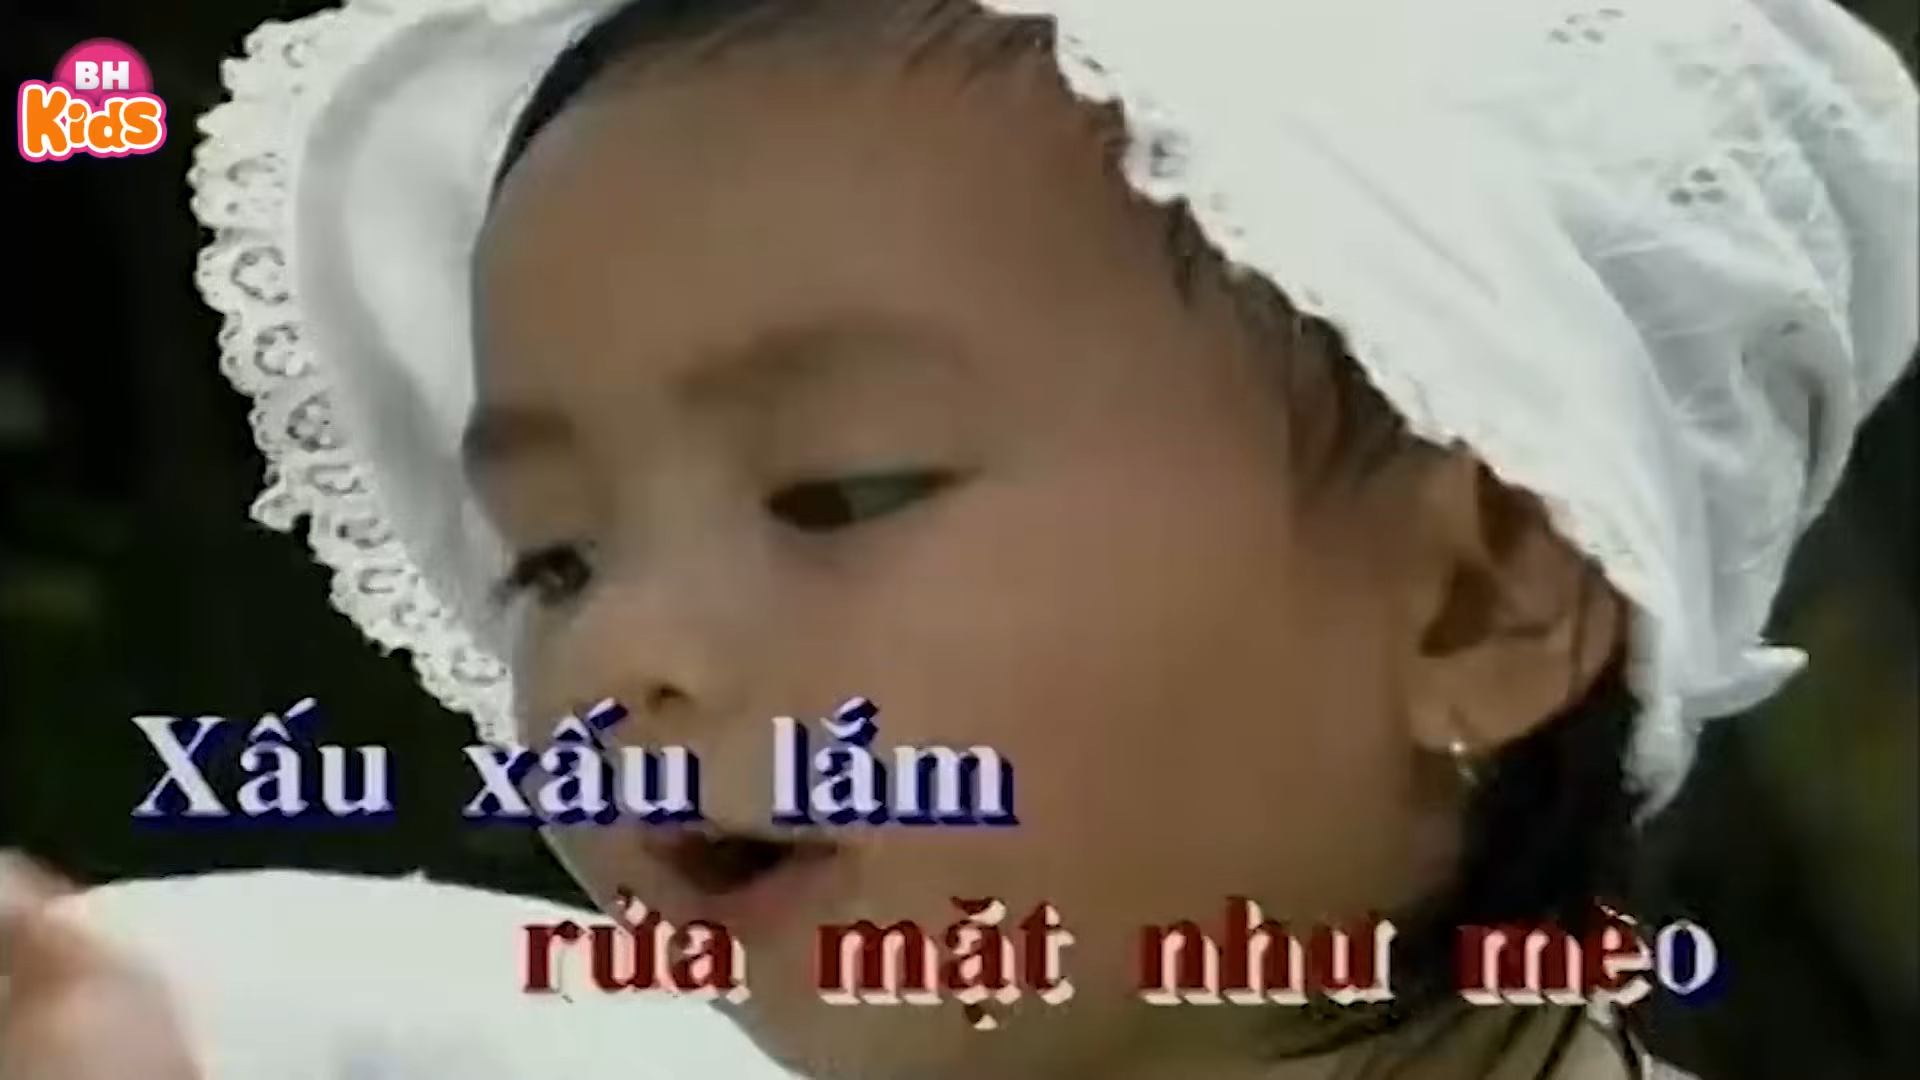 BH
Kids
Xấu xấu lắm
rửa mặt như mèo